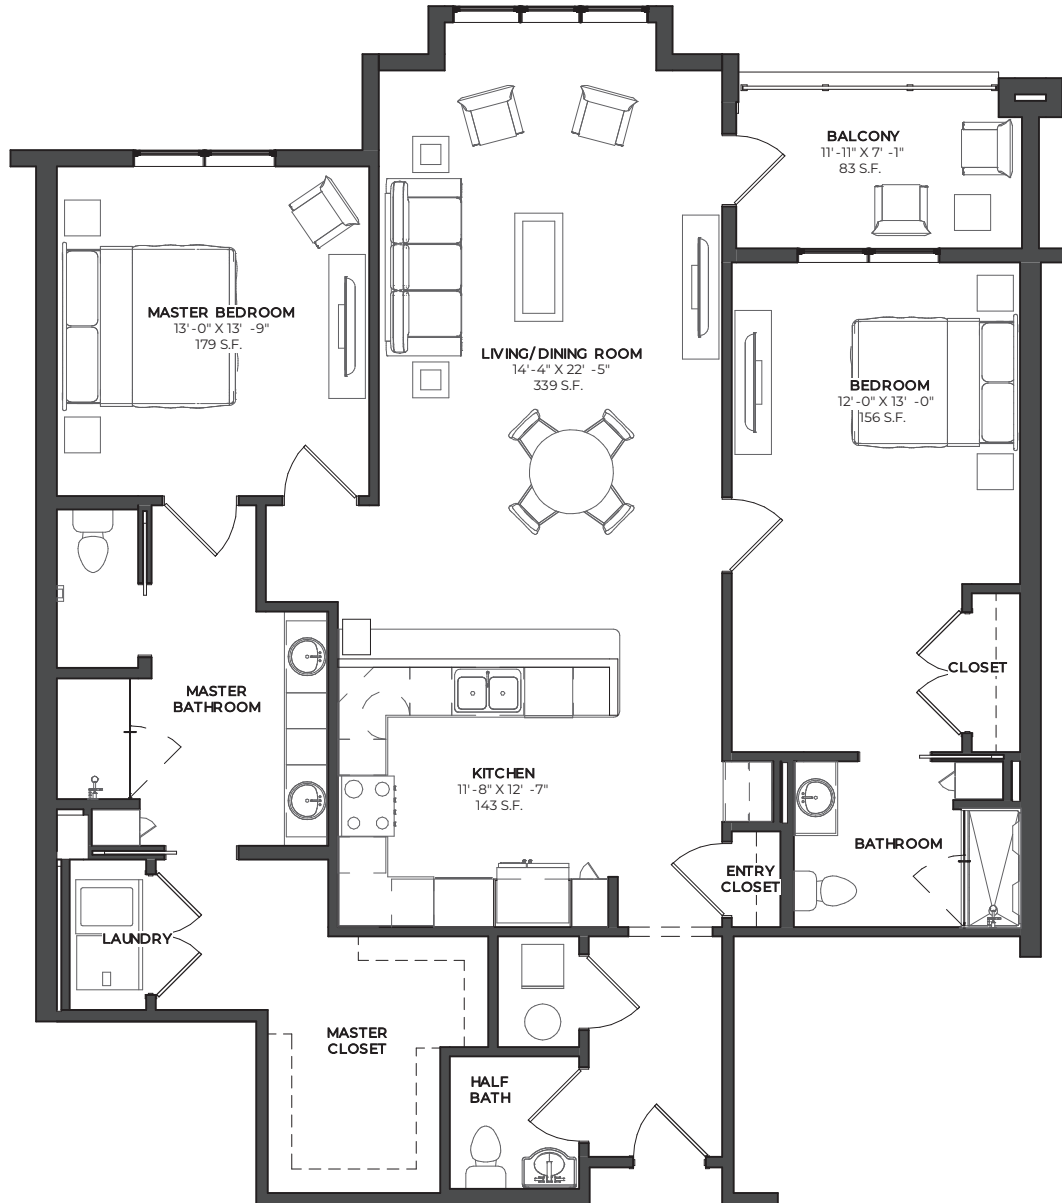 BALCONY
11'-11" X 7' -1"
83 S.F.
MASTER BEDROOM
13'-0" X 13' -9"
179 S.F.
LIVING/DINING ROOM
14'-4" X 22' -5"
339 S.F.
BEDROOM
12'-0" X 13' -0"
156 S.F.
CLOSET
MASTER
BATHROOM
KITCHEN
11'-8" X 12' -7"
143 S.F.
BATHROOM
ENTRY
CLOSET
LAUNDRY
MASTER
CLOSET
HALF
BATH